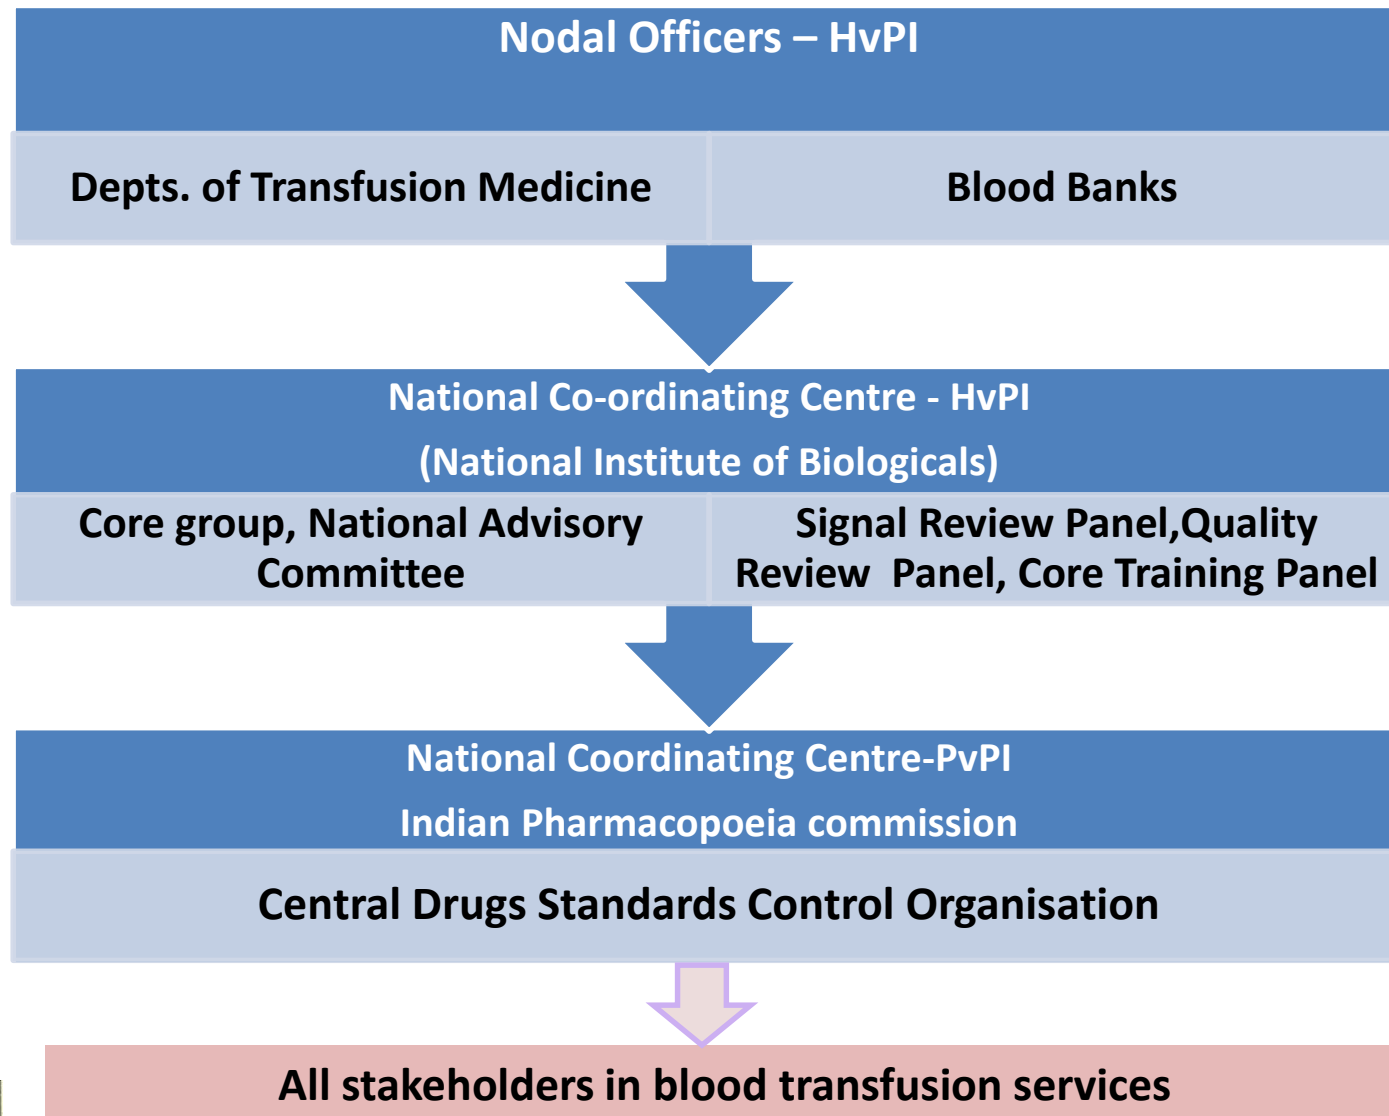 Nodal Officers – HvPI
Depts. of Transfusion Medicine
Blood Banks
National Co-ordinating Centre - HvPI
(National Institute of Biologicals)
Core group, National Advisory
Committee
Signal Review Panel,Quality
Review  Panel, Core Training Panel
National Coordinating Centre-PvPI
Indian Pharmacopoeia commission
Central Drugs Standards Control Organisation
All stakeholders in blood transfusion services